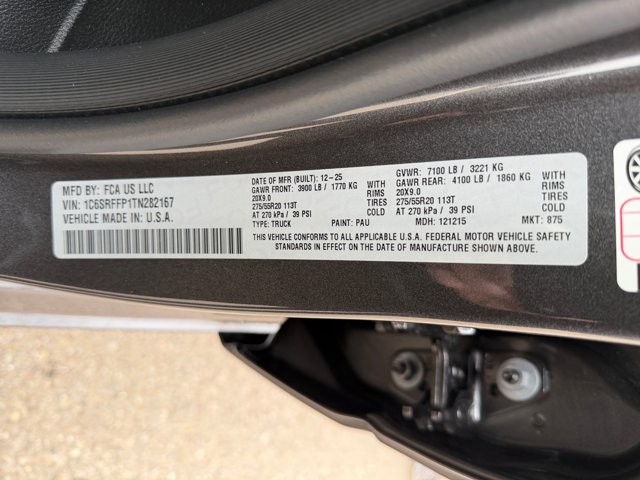 MFD BY: FCA US LLC
VIN: 1C6SRFFP1TN282167
VEHICLE MADE IN: U.S.A.
DATE OF MFR (BUILT): 12-25
GAWR FRONT: 3900 LB / 1770 KG WITH
20X9.0 RIMS
275/55R20 113T TIRES
AT 270 kPa / 39 PSI COLD
TYPE: TRUCK PAINT: PAU
GVWR: 7100 LB / 3221 KG
GAWR REAR: 4100 LB / 1860 KG WITH
20X9.0 RIMS
275/55R20 113T TIRES
AT 270 kPa / 39 PSI COLD
MDH: 121215 MKT: 875
THIS VEHICLE CONFORMS TO ALL APPLICABLE U.S.A. FEDERAL MOTOR VEHICLE SAFETY
STANDARDS IN EFFECT ON THE DATE OF MANUFACTURE SHOWN ABOVE.